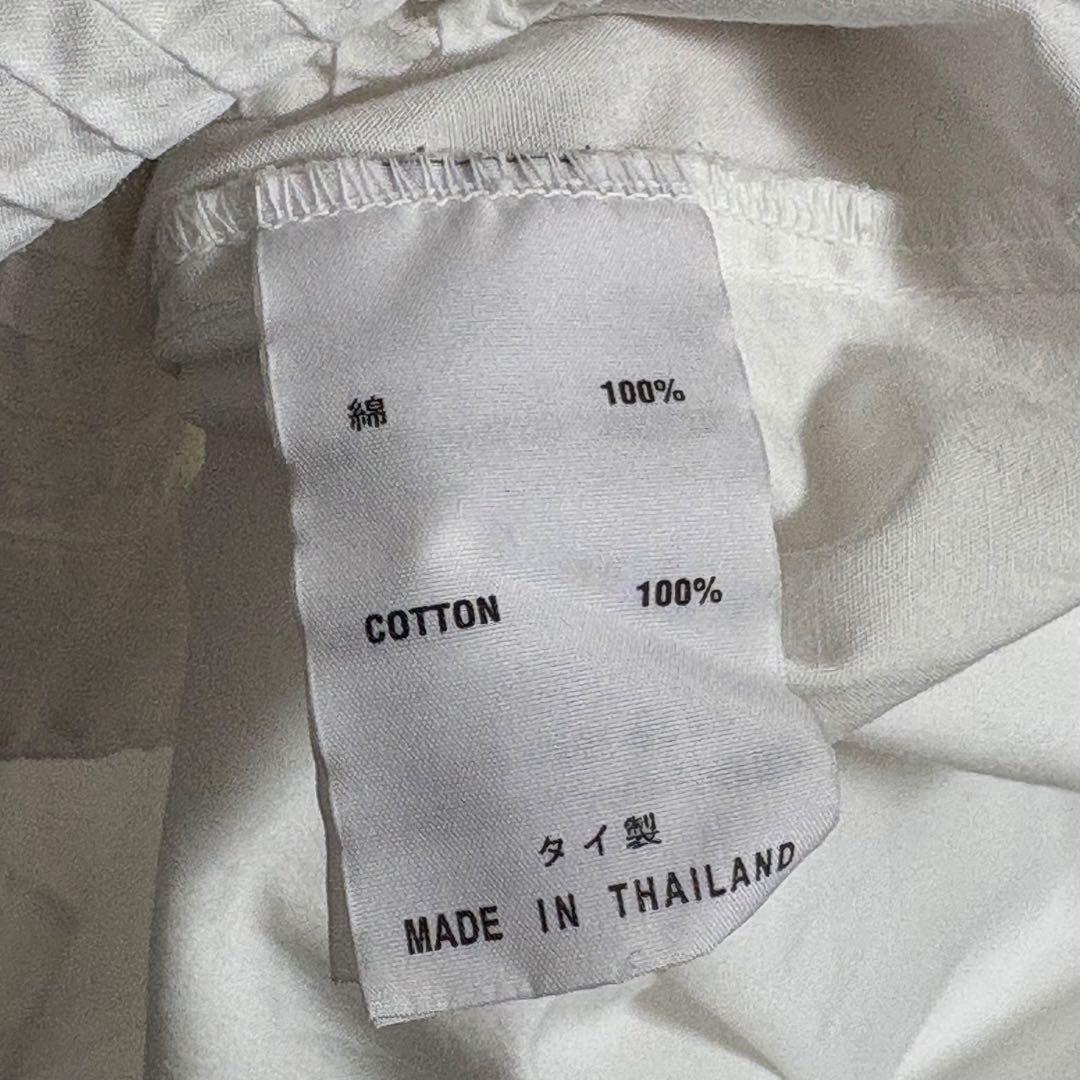 綿 100%
COTTON 100%
タイ製
MADE IN THAILAND